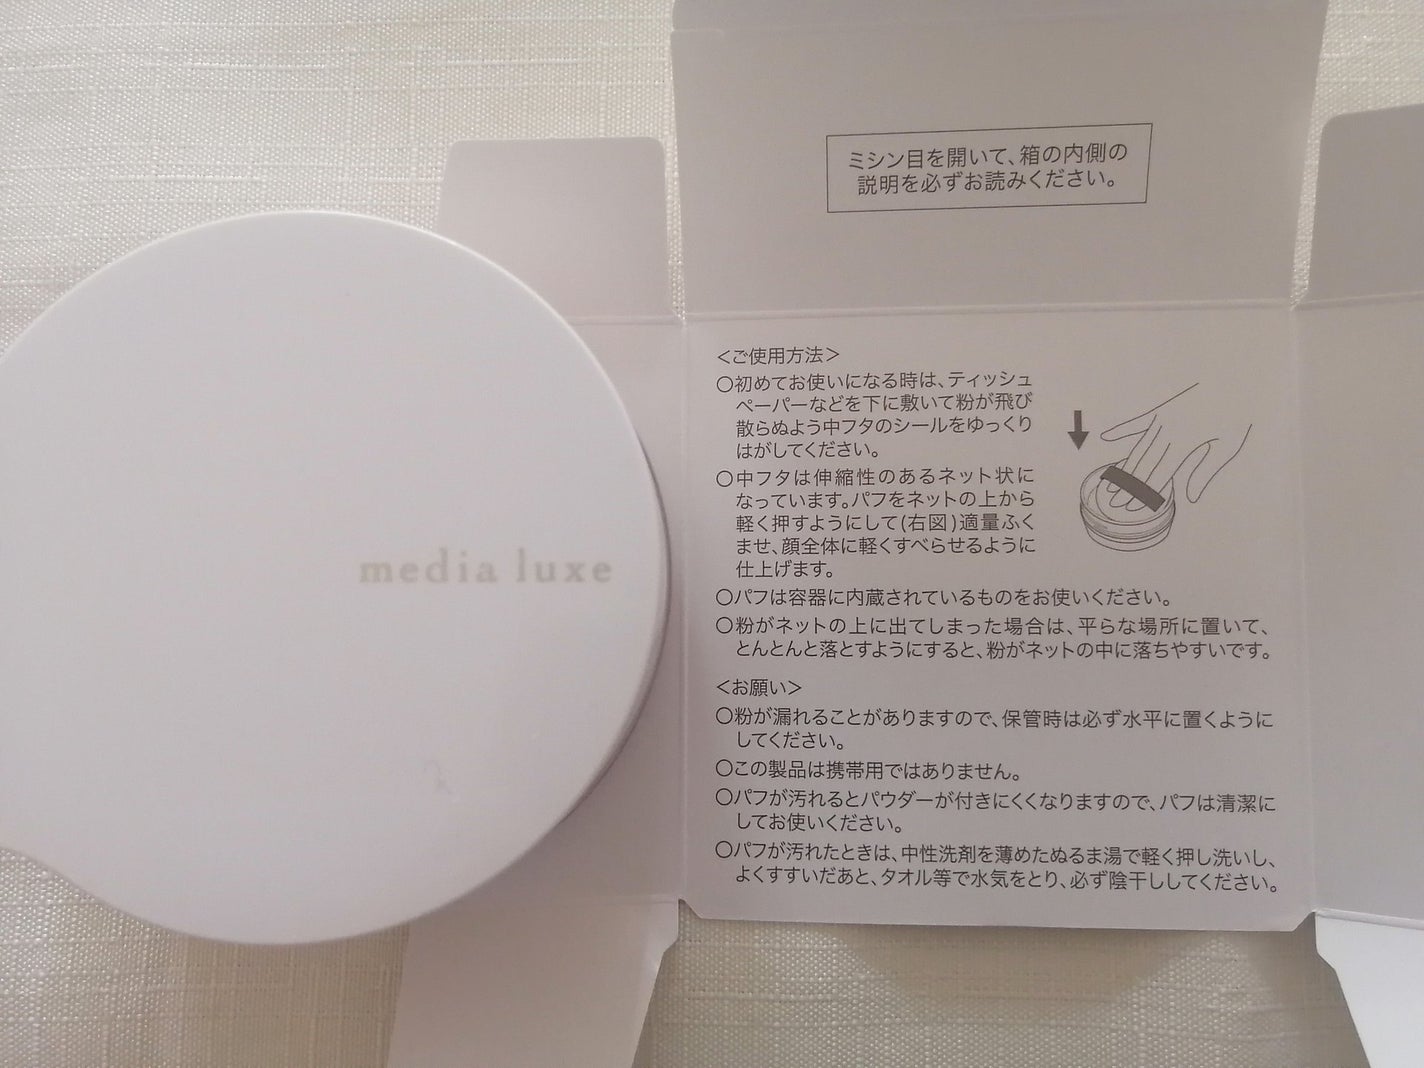 ミシン目を開いて、箱の内側の
説明を必ずお読みください。
media luxe
＜ご使用方法＞
○初めてお使いになる時は、ティッシュ
ペーパーなどを下に敷いて粉が飛び
散らぬよう中フタのシールをゆっくり
はがしてください。
○中フタは伸縮性のあるネット状に
なっています。パフをネットの上から
軽く押すようにして(右図)適量ふく
ませ、顔全体に軽くすべらせるように
仕上げます。
○パフは容器に内蔵されているものをお使いください。
○粉がネットの上に出てしまった場合は、平らな場所に置いて、
とんとんと落とすようにすると、粉がネットの中に落ちやすいです。
＜お願い＞
○粉が漏れることがありますので、保管時は必ず水平に置くように
してください。
○この製品は携帯用ではありません。
○パフが汚れるとパウダーが付きにくくなりますので、パフは清潔に
してお使いください。
○パフが汚れたときは、中性洗剤を薄めたぬるま湯で軽く押し洗いし、
よくすすいだあと、タオル等で水気をとり、必ず陰干ししてください。